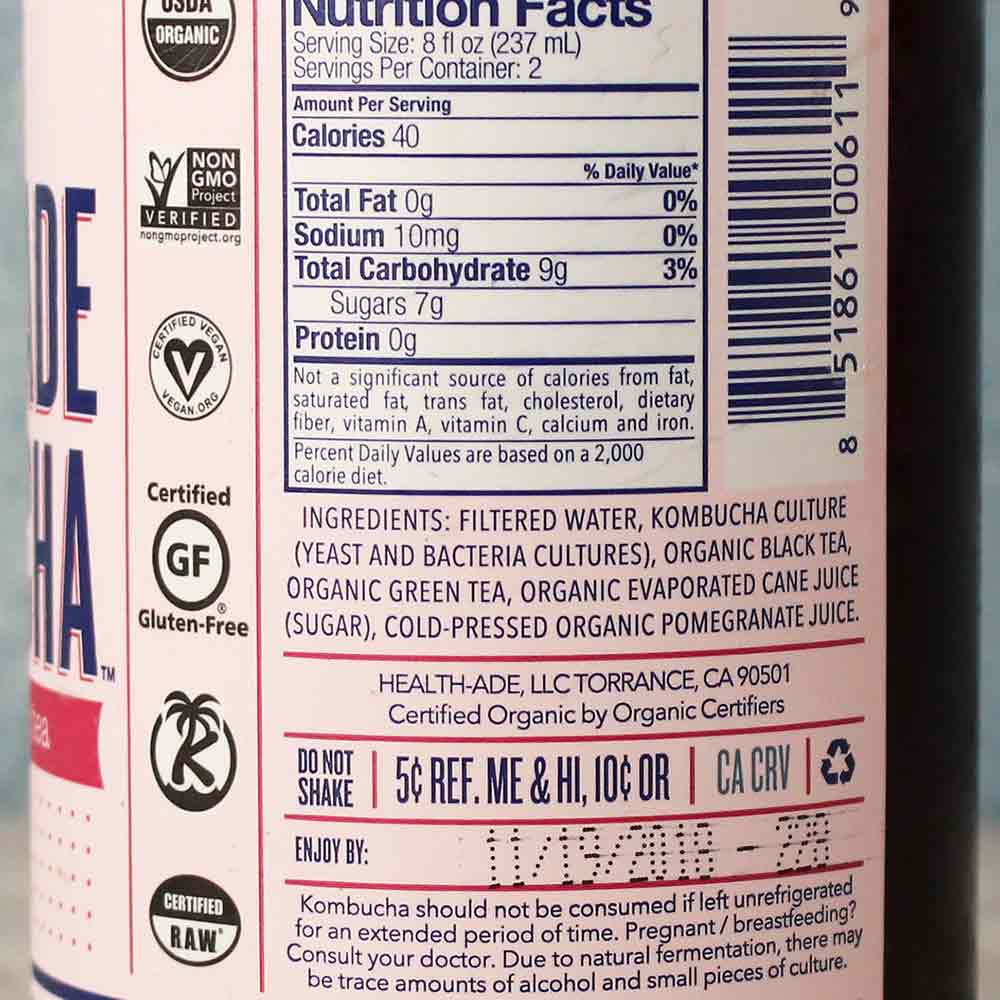 USDA
ORGANIC
NON
GMO
Project
VERIFIED
nongmoproject.org
CERTIFIED VEGAN
VEGAN.ORG
Certified
GF
®
Gluten-Free
K
CERTIFIED
RAW
DE
HA
TM
tea
Nutrition Facts
Serving Size: 8 fl oz (237 mL)
Servings Per Container: 2
Amount Per Serving
Calories 40
% Daily Value*
Total Fat 0g 0%
Sodium 10mg 0%
Total Carbohydrate 9g 3%
Sugars 7g
Protein 0g
Not a significant source of calories from fat,
saturated fat, trans fat, cholesterol, dietary
fiber, vitamin A, vitamin C, calcium and iron.
Percent Daily Values are based on a 2,000
calorie diet.
8 51861 00611 9
INGREDIENTS: FILTERED WATER, KOMBUCHA CULTURE
(YEAST AND BACTERIA CULTURES), ORGANIC BLACK TEA,
ORGANIC GREEN TEA, ORGANIC EVAPORATED CANE JUICE
(SUGAR), COLD-PRESSED ORGANIC POMEGRANATE JUICE.
HEALTH-ADE, LLC TORRANCE, CA 90501
Certified Organic by Organic Certifiers
DO NOT
SHAKE
5¢ REF. ME & HI, 10¢ OR
CA CRV
ENJOY BY:
Kombucha should not be consumed if left unrefrigerated
for an extended period of time. Pregnant / breastfeeding?
Consult your doctor. Due to natural fermentation, there may
be trace amounts of alcohol and small pieces of culture.